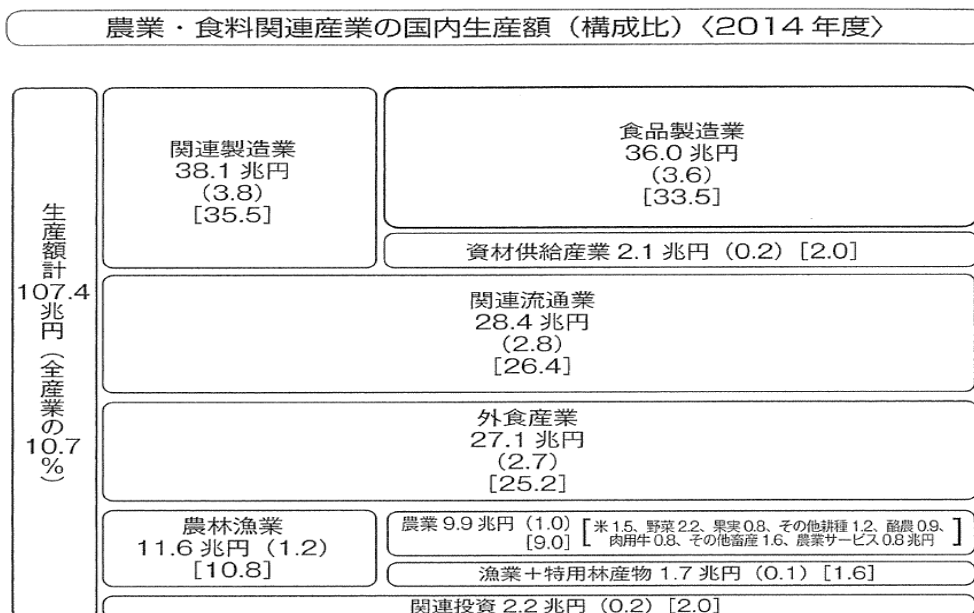 農業・食料関連産業の国内生産額（構成比）〈2014年度〉
生産額計107.4兆円（全産業の10.7%）
関連製造業
38.1兆円
(3.8)
[35.5]
食品製造業
36.0兆円
(3.6)
[33.5]
資材供給産業2.1兆円（0.2）[2.0]
関連流通業
28.4兆円
(2.8)
[26.4]
外食産業
27.1兆円
(2.7)
[25.2]
農林漁業
11.6兆円（1.2）
[10.8]
農業9.9兆円（1.0）
[9.0]
[米1.5、野菜2.2、果実0.8、その他耕種1.2、酪農0.9、
肉用牛0.8、その他畜産1.6、農業サービス0.8兆円]
漁業＋特用林産物1.7兆円（0.1）[1.6]
関連投資2.2兆円（0.2）[2.0]